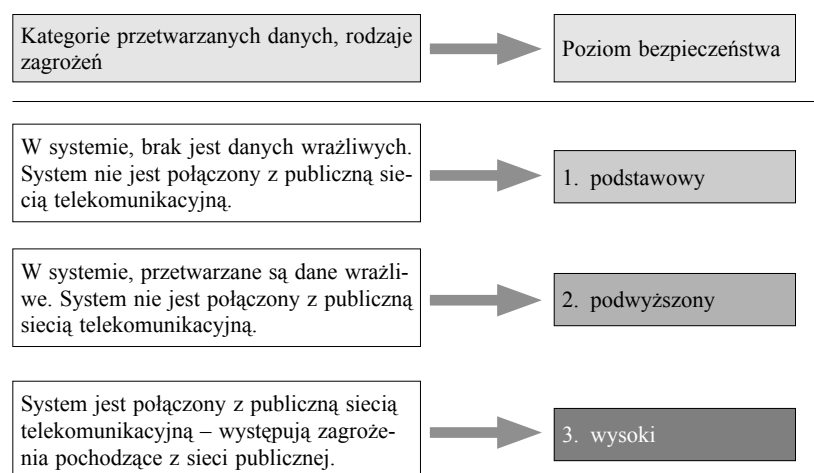 Kategorie przetwarzanych danych, rodzaje
zagrożeń
Poziom bezpieczeństwa
W systemie, brak jest danych wrażliwych.
System nie jest połączony z publiczną sie-
cią telekomunikacyjną.
1. podstawowy
W systemie, przetwarzane są dane wrażli-
we. System nie jest połączony z publiczną
siecią telekomunikacyjną.
2. podwyższony
System jest połączony z publiczną siecią
telekomunikacyjną – występują zagroże-
nia pochodzące z sieci publicznej.
3. wysoki